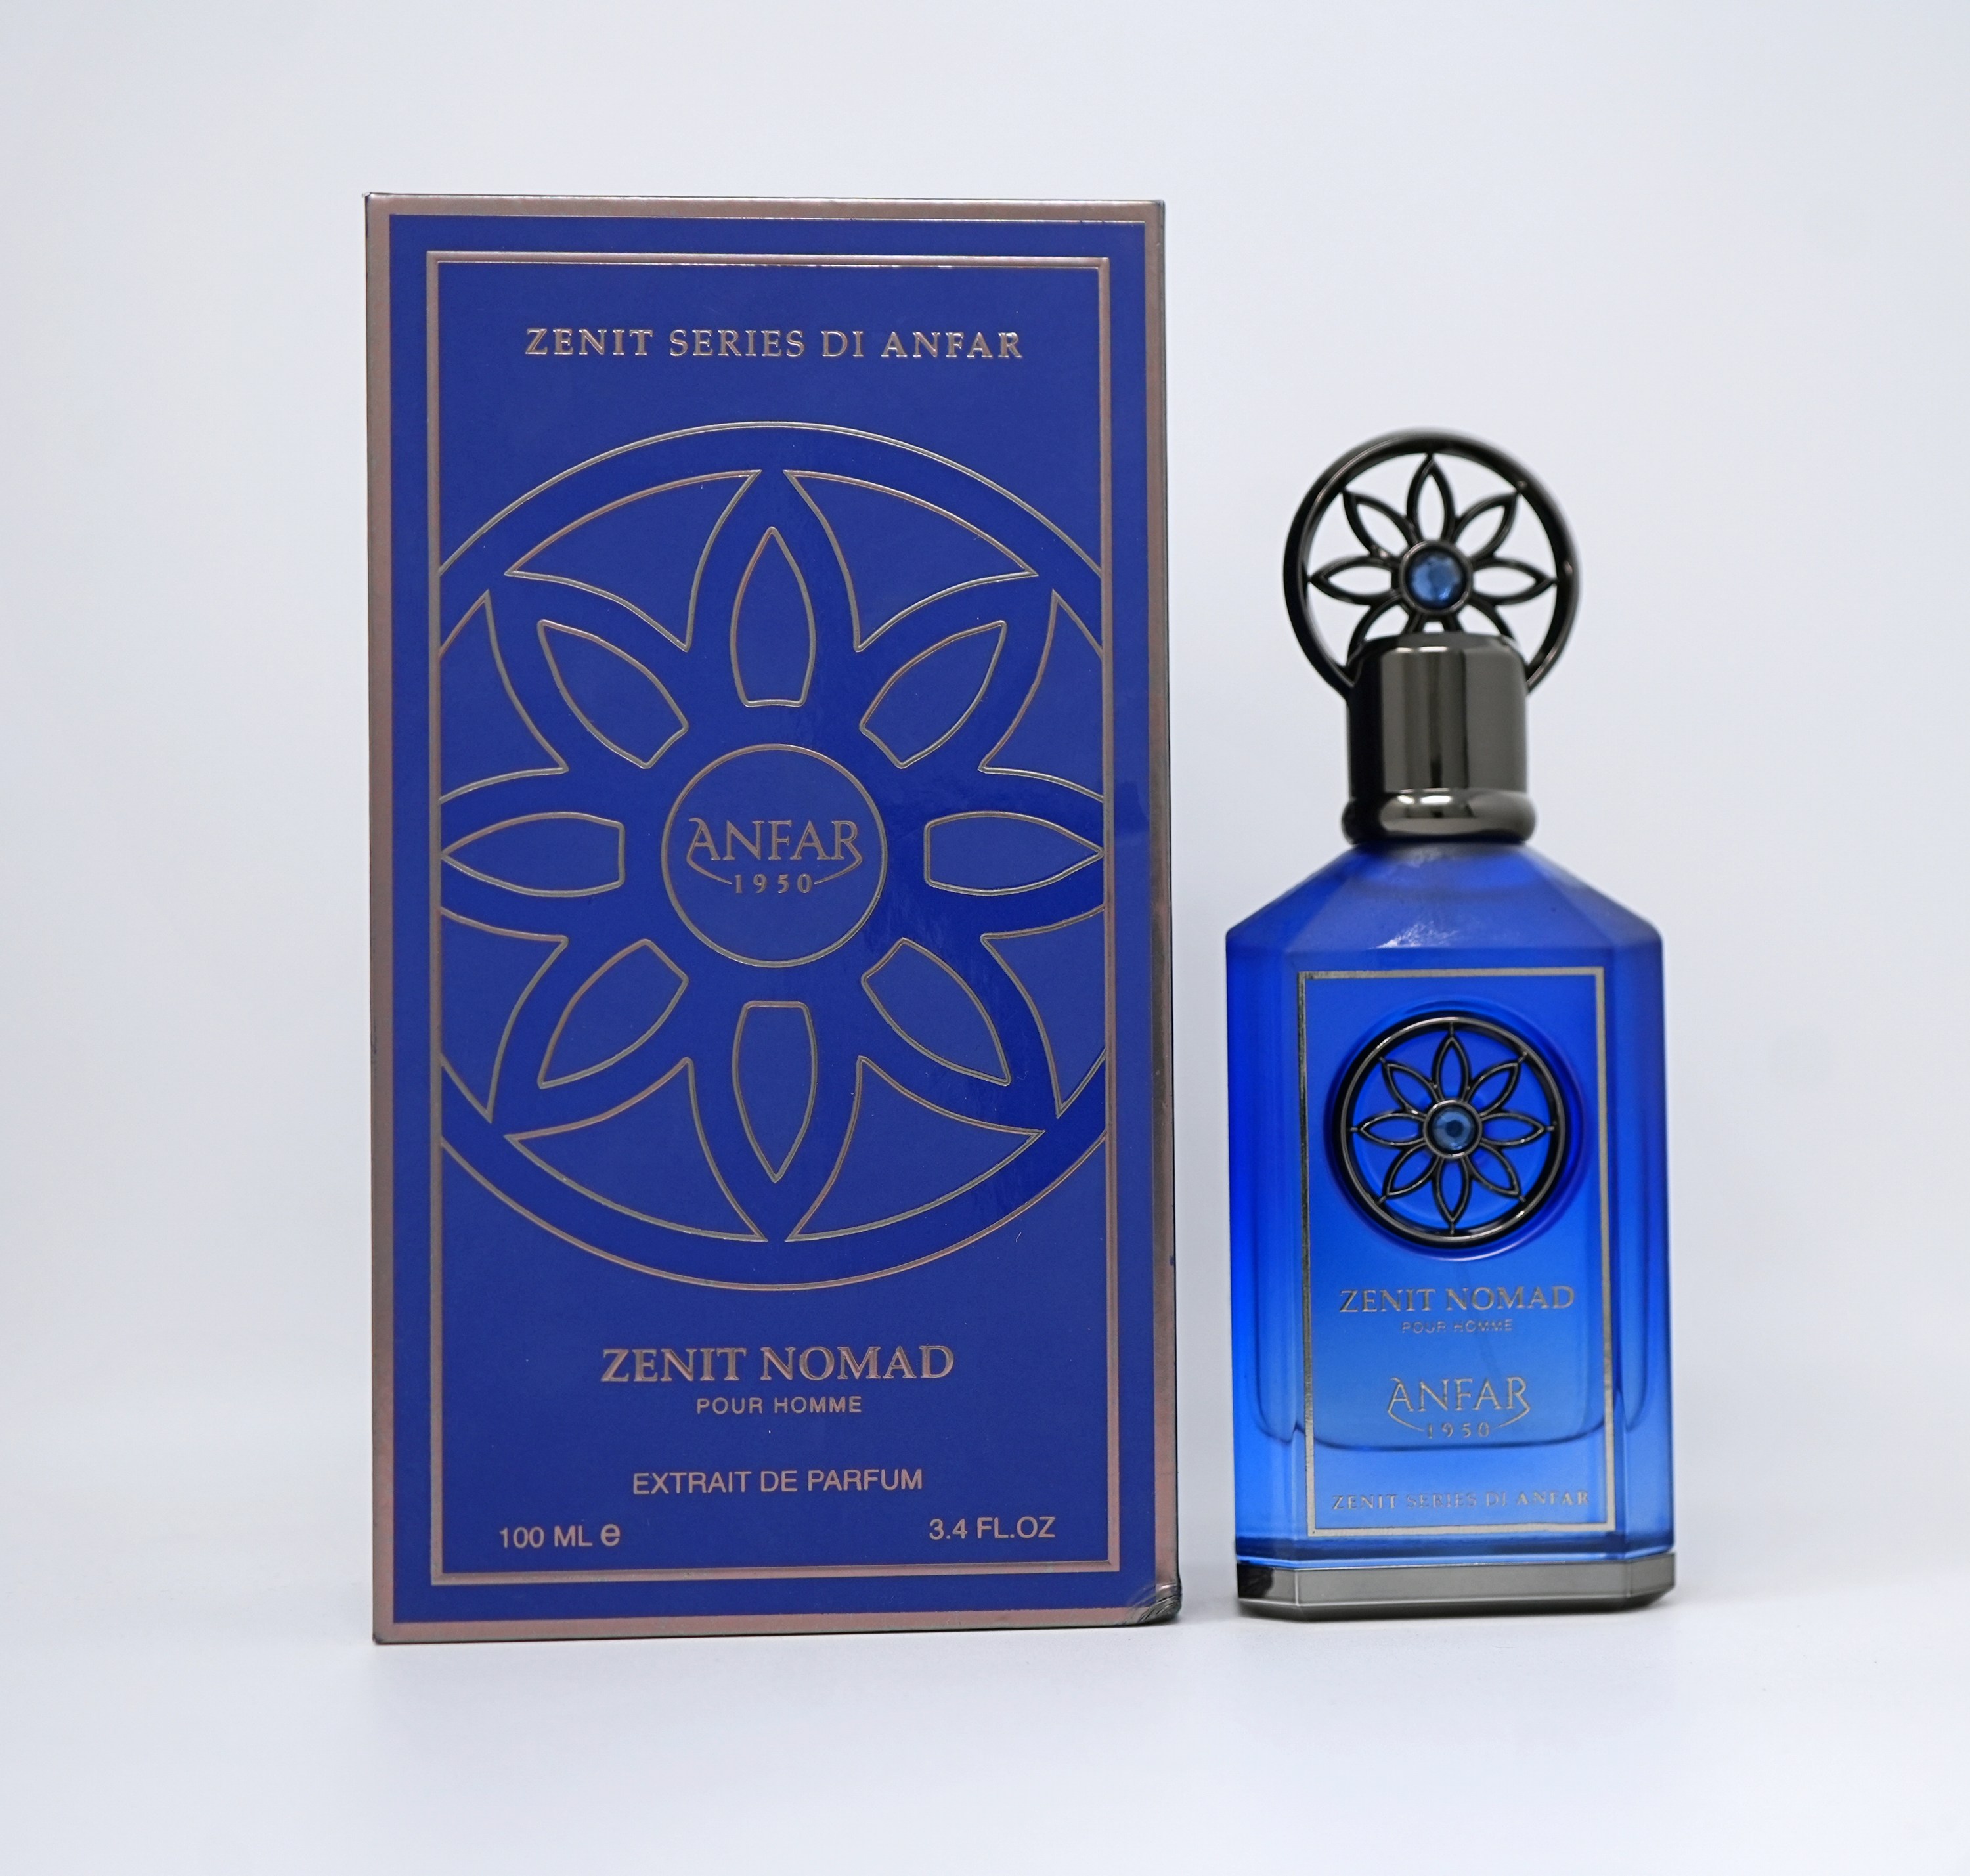 ZENIT SERIES DI ANFAR
ANFAR
1950
ZENIT NOMAD
POUR HOMME
EXTRAIT DE PARFUM
100 ML e
3.4 FL.OZ
ZENIT NOMAD
POUR HOMME
ANFAR
1950
ZENIT SERIES DI ANFAR